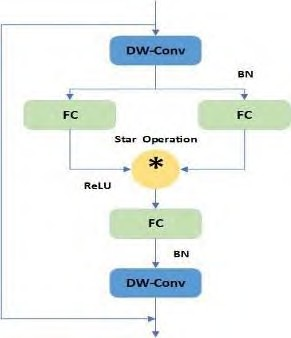 DW-Conv
BN
FC
FC
Star Operation
*
ReLU
FC
BN
DW-Conv